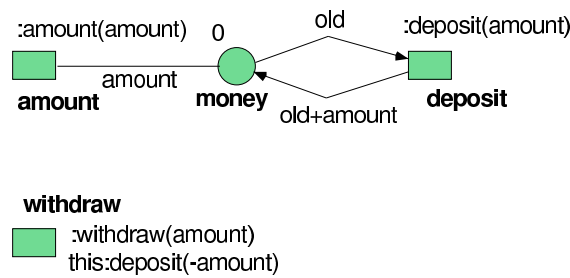 :amount(amount)
0
old
:deposit(amount)
amount
amount
money
deposit
old+amount
withdraw
:withdraw(amount)
this:deposit(-amount)